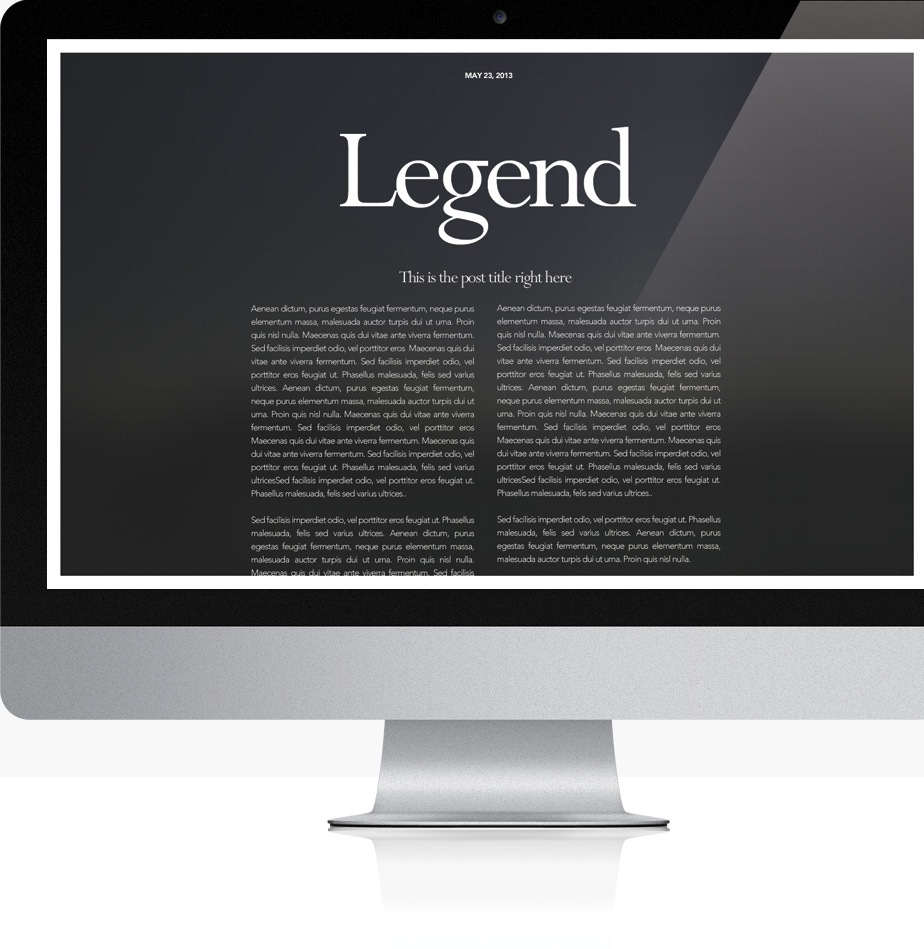 MAY 23, 2013
Legend
This is the post title right here
Aenean dictum, purus egestas feugiat fermentum, neque purus
elementum massa, malesuada auctor turpis dui ut urna. Proin
quis nisl nulla. Maecenas quis dui vitae ante viverra fermentum.
Sed facilisis imperdiet odio, vel porttitor eros Maecenas quis dui
vitae ante viverra fermentum. Sed facilisis imperdiet odio, vel
porttitor eros feugiat ut. Phasellus malesuada, felis sed varius
ultrices. Aenean dictum, purus egestas feugiat fermentum,
neque purus elementum massa, malesuada auctor turpis dui ut
urna. Proin quis nisl nulla. Maecenas quis dui vitae ante viverra
fermentum. Sed facilisis imperdiet odio, vel porttitor eros
Maecenas quis dui vitae ante viverra fermentum. Maecenas quis
dui vitae ante viverra fermentum. Sed facilisis imperdiet odio, vel
porttitor eros feugiat ut. Phasellus malesuada, felis sed varius
ultricesSed facilisis imperdiet odio, vel porttitor eros feugiat ut.
Phasellus malesuada, felis sed varius ultrices..
Sed facilisis imperdiet odio, vel porttitor eros feugiat ut. Phasellus
malesuada, felis sed varius ultrices. Aenean dictum, purus
egestas feugiat fermentum, neque purus elementum massa,
malesuada auctor turpis dui ut urna. Proin quis nisl nulla.
Maecenas quis dui vitae ante viverra fermentum. Sed facilisis
Aenean dictum, purus egestas feugiat fermentum, neque purus
elementum massa, malesuada auctor turpis dui ut urna. Proin
quis nisl nulla. Maecenas quis dui vitae ante viverra fermentum.
Sed facilisis imperdiet odio, vel porttitor eros Maecenas quis dui
vitae ante viverra fermentum. Sed facilisis imperdiet odio, vel
porttitor eros feugiat ut. Phasellus malesuada, felis sed varius
ultrices. Aenean dictum, purus egestas feugiat fermentum,
neque purus elementum massa, malesuada auctor turpis dui ut
urna. Proin quis nisl nulla. Maecenas quis dui vitae ante viverra
fermentum. Sed facilisis imperdiet odio, vel porttitor eros
Maecenas quis dui vitae ante viverra fermentum. Maecenas quis
dui vitae ante viverra fermentum. Sed facilisis imperdiet odio, vel
porttitor eros feugiat ut. Phasellus malesuada, felis sed varius
ultricesSed facilisis imperdiet odio, vel porttitor eros feugiat ut.
Phasellus malesuada, felis sed varius ultrices..
Sed facilisis imperdiet odio, vel porttitor eros feugiat ut. Phasellus
malesuada, felis sed varius ultrices. Aenean dictum, purus
egestas feugiat fermentum, neque purus elementum massa,
malesuada auctor turpis dui ut urna. Proin quis nisl nulla.